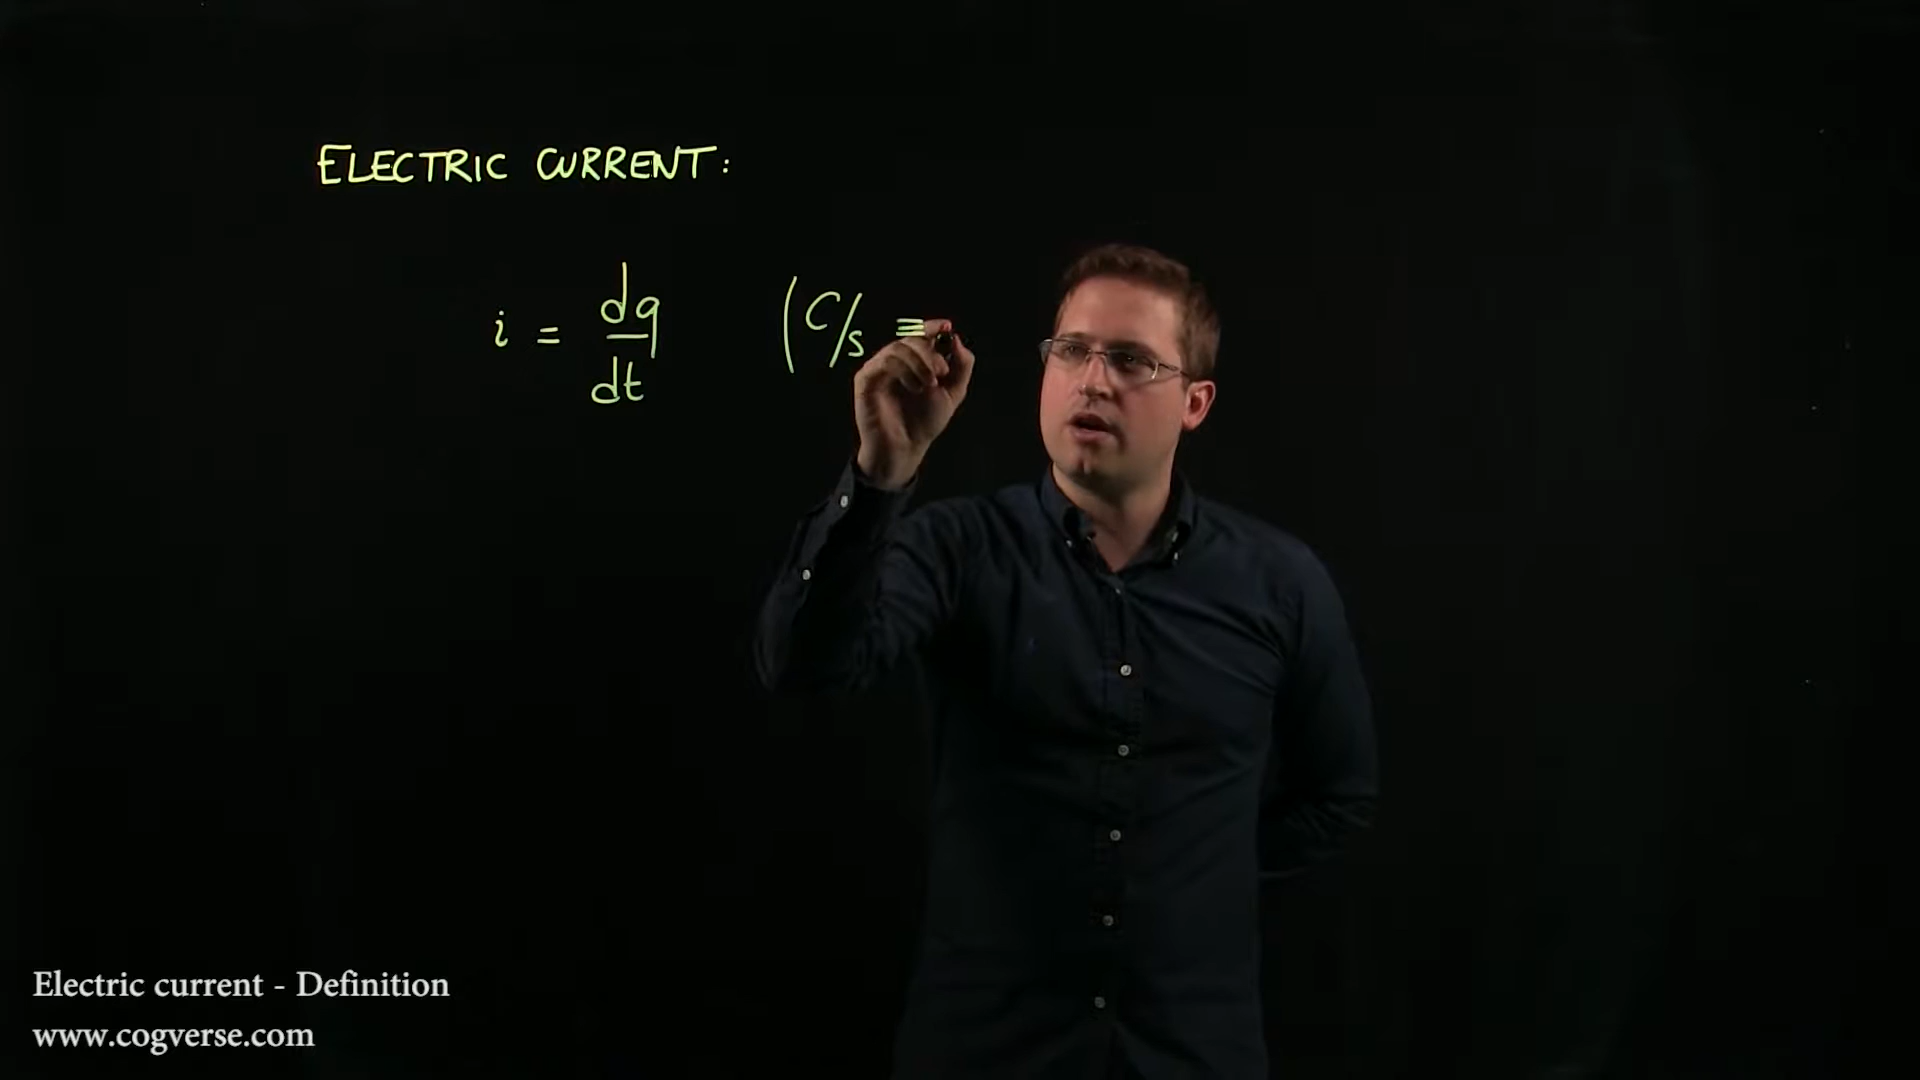 ELECTRIC CURRENT:
i = dq/dt (C/s ≡
Electric current - Definition
www.cogverse.com